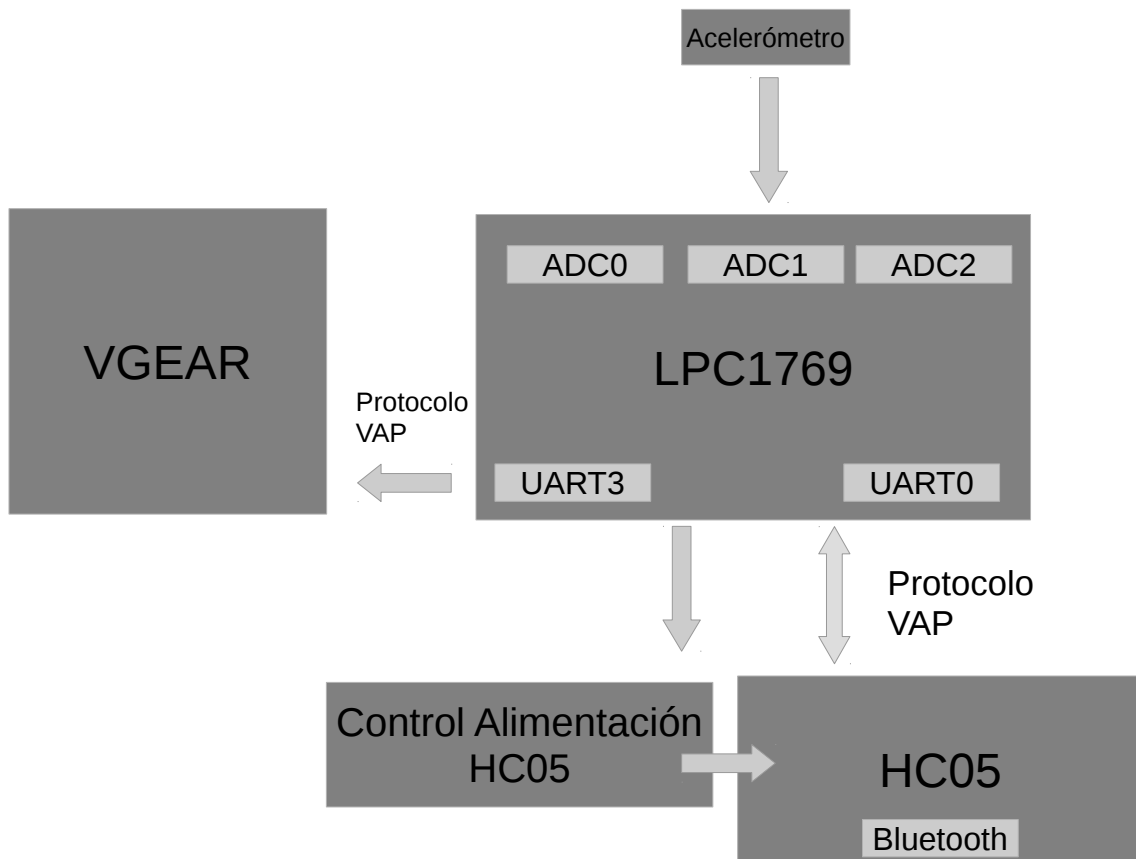 Acelerómetro
ADC0
ADC1
ADC2
VGEAR
LPC1769
Protocolo
VAP
UART3
UART0
Protocolo
VAP
Control Alimentación
HC05
HC05
Bluetooth